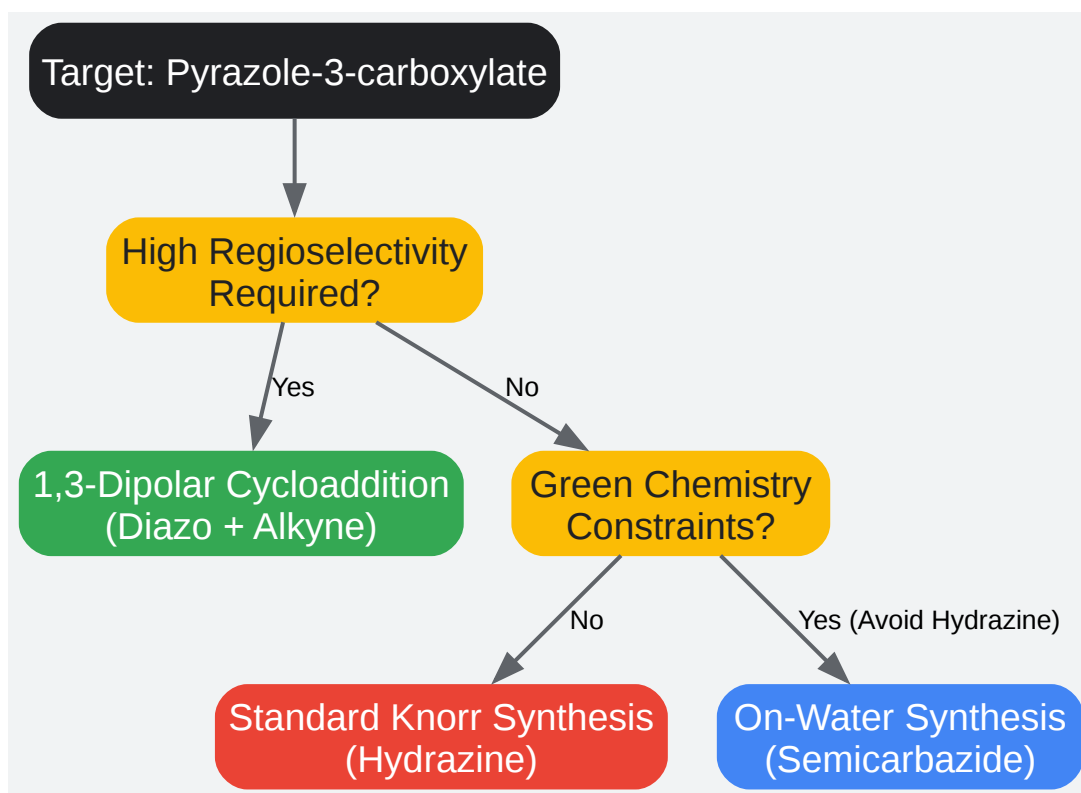 Target: Pyrazole-3-carboxylate
High Regioselectivity
Required?
Yes
No
1,3-Dipolar Cycloaddition
(Diazo + Alkyne)
Green Chemistry
Constraints?
No
Yes (Avoid Hydrazine)
Standard Knorr Synthesis
(Hydrazine)
On-Water Synthesis
(Semicarbazide)